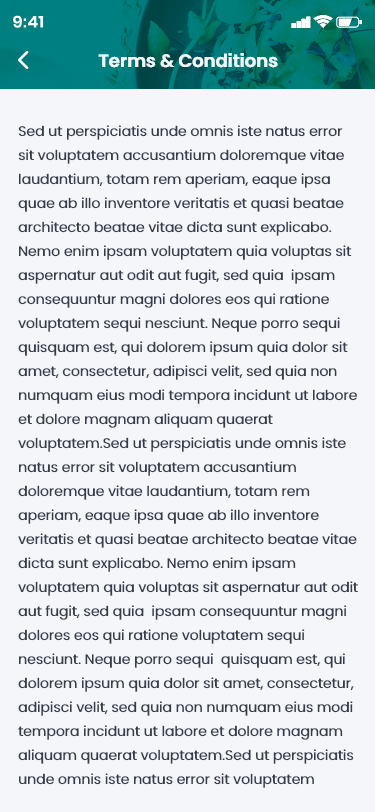 9:41
Terms & Conditions
Sed ut perspiciatis unde omnis iste natus error
sit voluptatem accusantium doloremque vitae
laudantium, totam rem aperiam, eaque ipsa
quae ab illo inventore veritatis et quasi beatae
architecto beatae vitae dicta sunt explicabo.
Nemo enim ipsam voluptatem quia voluptas sit
aspernatur aut odit aut fugit, sed quia  ipsam
consequuntur magni dolores eos qui ratione
voluptatem sequi nesciunt. Neque porro sequi
quisquam est, qui dolorem ipsum quia dolor sit
amet, consectetur, adipisci velit, sed quia non
numquam eius modi tempora incidunt ut labore
et dolore magnam aliquam quaerat
voluptatem.Sed ut perspiciatis unde omnis iste
natus error sit voluptatem accusantium
doloremque vitae laudantium, totam rem
aperiam, eaque ipsa quae ab illo inventore
veritatis et quasi beatae architecto beatae vitae
dicta sunt explicabo. Nemo enim ipsam
voluptatem quia voluptas sit aspernatur aut odit
aut fugit, sed quia  ipsam consequuntur magni
dolores eos qui ratione voluptatem sequi
nesciunt. Neque porro sequi  quisquam est, qui
dolorem ipsum quia dolor sit amet, consectetur,
adipisci velit, sed quia non numquam eius modi
tempora incidunt ut labore et dolore magnam
aliquam quaerat voluptatem.Sed ut perspiciatis
unde omnis iste natus error sit voluptatem